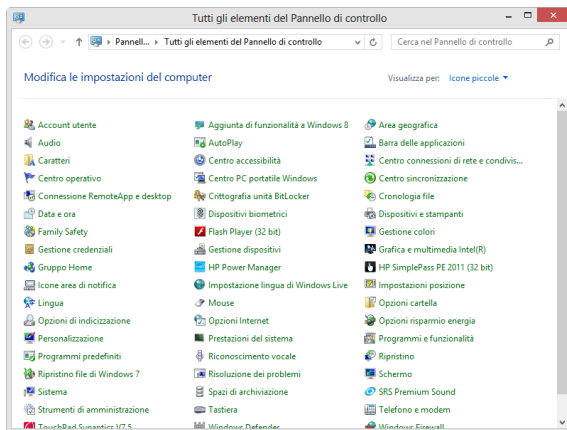 Tutti gli elementi del Pannello di controllo
Pannell... Tutti gli elementi del Pannello di controllo Cerca nel Pannello di controllo
Modifica le impostazioni del computer Visualizza per: Icone piccole
Account utente Aggiunta di funzionalità a Windows 8 Area geografica
Audio AutoPlay Barra delle applicazioni
Caratteri Centro accessibilità Centro connessioni di rete e condivis...
Centro operativo Centro PC portatile Windows Centro sincronizzazione
Connessione RemoteApp e desktop Crittografia unità BitLocker Cronologia file
Data e ora Dispositivi biometrici Dispositivi e stampanti
Family Safety Flash Player (32 bit) Gestione colori
Gestione credenziali Gestione dispositivi Grafica e multimedia Intel(R)
Gruppo Home HP Power Manager HP SimplePass PE 2011 (32 bit)
Icone area di notifica Impostazione lingua di Windows Live Impostazioni posizione
Lingua Mouse Opzioni cartella
Opzioni di indicizzazione Opzioni Internet Opzioni risparmio energia
Personalizzazione Prestazioni del sistema Programmi e funzionalità
Programmi predefiniti Riconoscimento vocale Ripristino
Ripristino file di Windows 7 Risoluzione dei problemi Schermo
Sistema Spazi di archiviazione SRS Premium Sound
Strumenti di amministrazione Tastiera Telefono e modem
TouchPad Synaptics V7.5 Windows Defender Windows Firewall